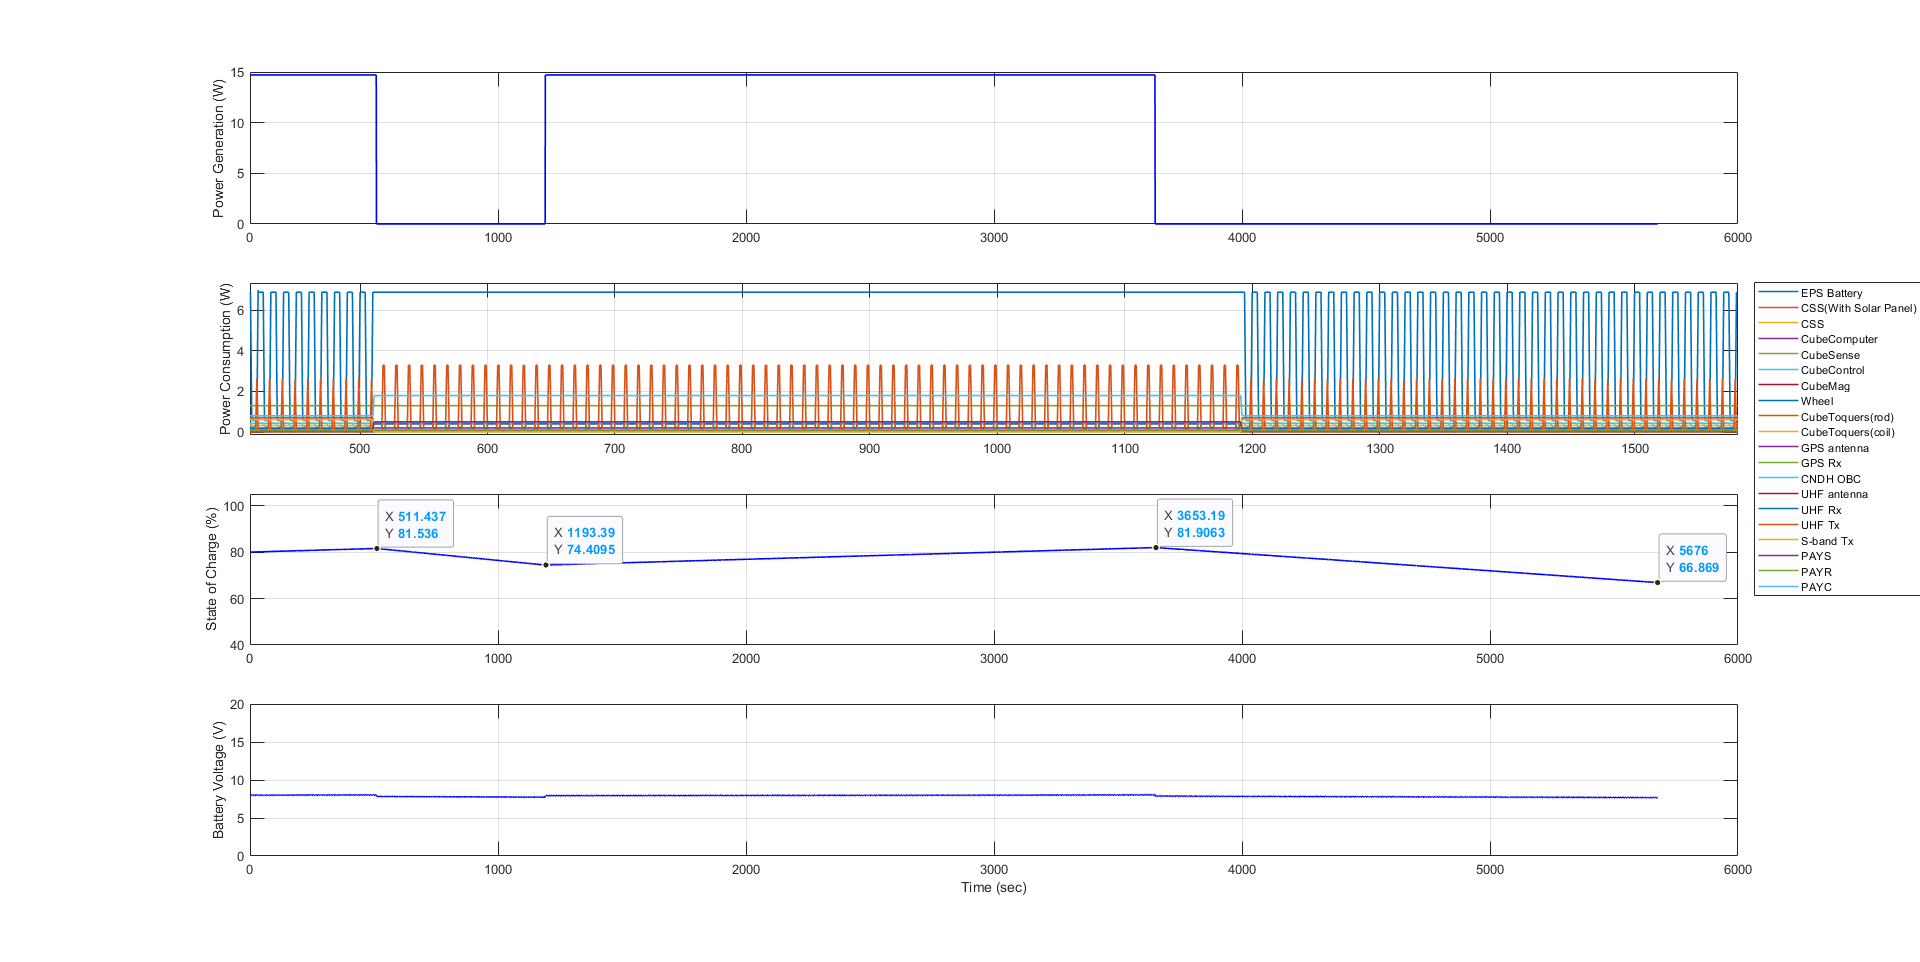 Power Generation (W)
15
10
5
0
0 1000 2000 3000 4000 5000 6000
Power Consumption (W)
6
4
2
0
500 600 700 800 900 1000 1100 1200 1300 1400 1500
EPS Battery
CSS(With Solar Panel)
CSS
CubeComputer
CubeSense
CubeControl
CubeMag
Wheel
CubeToquers(rod)
CubeToquers(coil)
GPS antenna
GPS Rx
CNDH OBC
UHF antenna
UHF Rx
UHF Tx
S-band Tx
PAYS
PAYR
PAYC
State of Charge (%)
100
80
60
40
X 511.437
Y 81.536
X 1193.39
Y 74.4095
X 3653.19
Y 81.9063
X 5676
Y 66.869
0 1000 2000 3000 4000 5000 6000
Battery Voltage (V)
20
15
10
5
0
0 1000 2000 3000 4000 5000 6000
Time (sec)